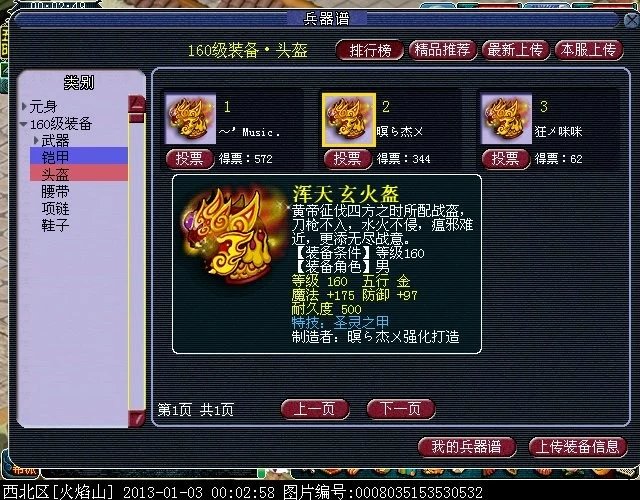 兵器谱
160级装备·头盔
排行榜
精品推荐
最新上传
本服上传
类别
元身
160级装备
武器
铠甲
头盔
腰带
项链
鞋子
1
～’Music.
投票 得票:572
2
暝ら杰メ
投票 得票:344
3
狂メ咪咪
投票 得票:62
浑天玄火盔
黄帝征伐四方之时所配战盔,
刀枪不入，水火不侵，瘟邪难
近，更添无尽战意。
【装备条件】等级160
【装备角色】男
等级 160 五行 金
魔法 +175 防御 +97
耐久度 500
特技：圣灵之甲
制造者：暝ら杰メ强化打造
第1页 共1页
上一页
下一页
我的兵器谱
上传装备信息
西北区[火焰山] 2013-01-03 00:02:58 图片编号:0008035153530532